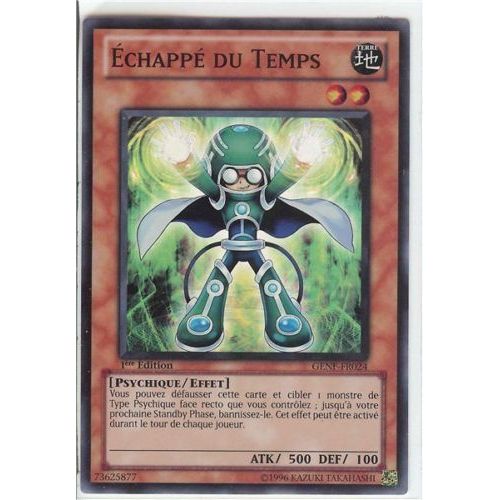 Échappé du Temps
TERRE
地
1ère Edition
GENF-FR024
[Psychique/Effet]
Vous pouvez défausser cette carte et cibler 1 monstre de
Type Psychique face recto que vous contrôlez ; jusqu'à votre
prochaine Standby Phase, bannissez-le. Cet effet peut être activé
durant le tour de chaque joueur.
ATK/ 500 DEF/ 100
73625877
©1996 KAZUKI TAKAHASHI